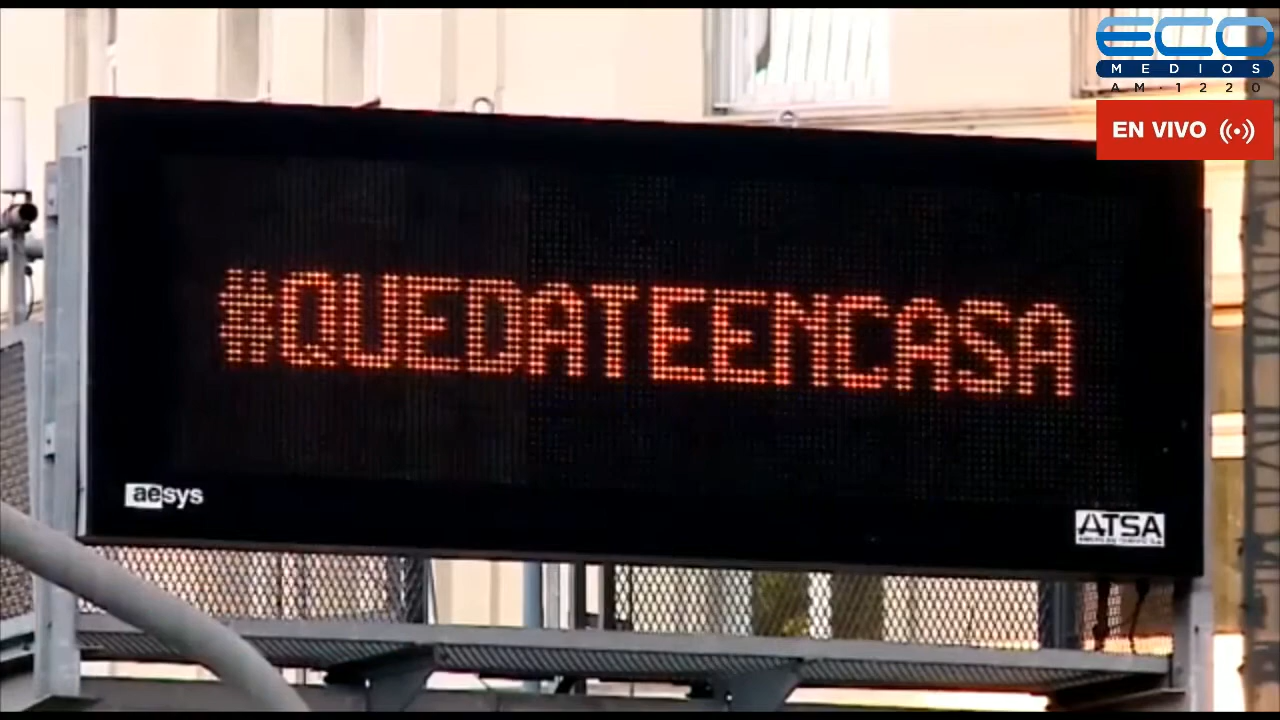 ECO
MEDIOS
AM·1220
EN VIVO
#QUEDATEENCASA
aesys
ATSA